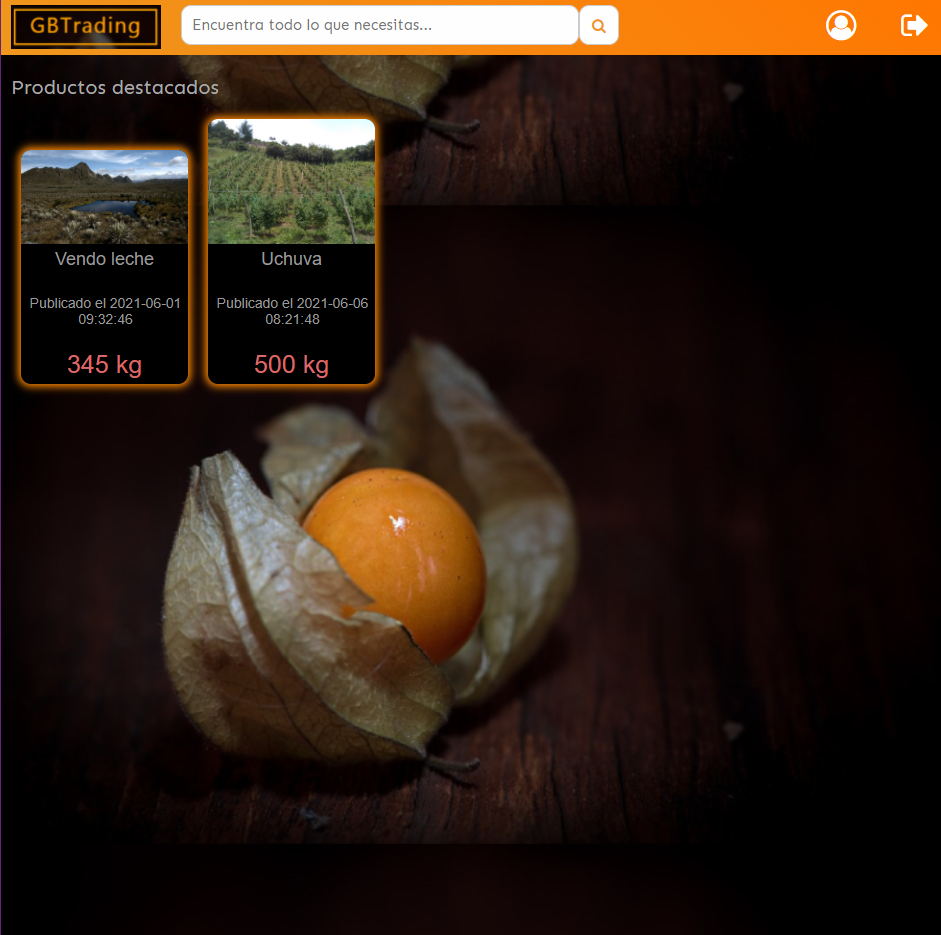 GBTrading
Encuentra todo lo que necesitas...
Productos destacados
Vendo leche
Publicado el 2021-06-01
09:32:46
345 kg
Uchuva
Publicado el 2021-06-06
08:21:48
500 kg